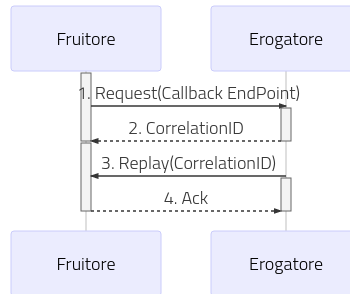 Fruitore Erogatore
1. Request(Callback EndPoint)
2. CorrelationID
3. Replay(CorrelationID)
4. Ack
Fruitore Erogatore